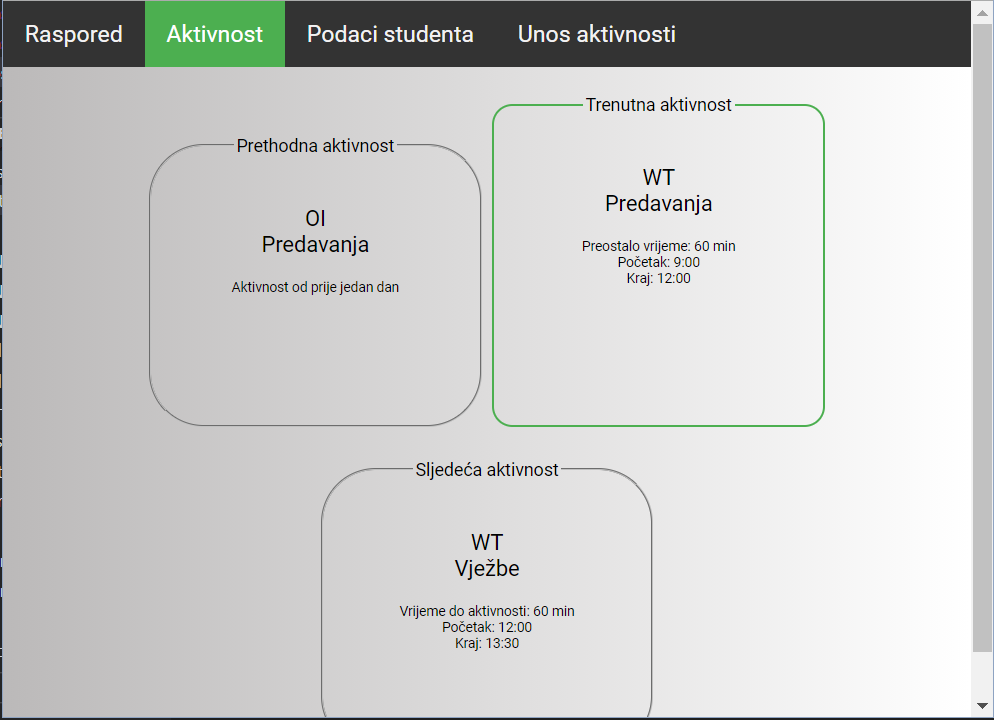 Raspored Aktivnost Podaci studenta Unos aktivnosti
Prethodna aktivnost
OI
Predavanja
Aktivnost od prije jedan dan
Trenutna aktivnost
WT
Predavanja
Preostalo vrijeme: 60 min
Početak: 9:00
Kraj: 12:00
Sljedeća aktivnost
WT
Vježbe
Vrijeme do aktivnosti: 60 min
Početak: 12:00
Kraj: 13:30